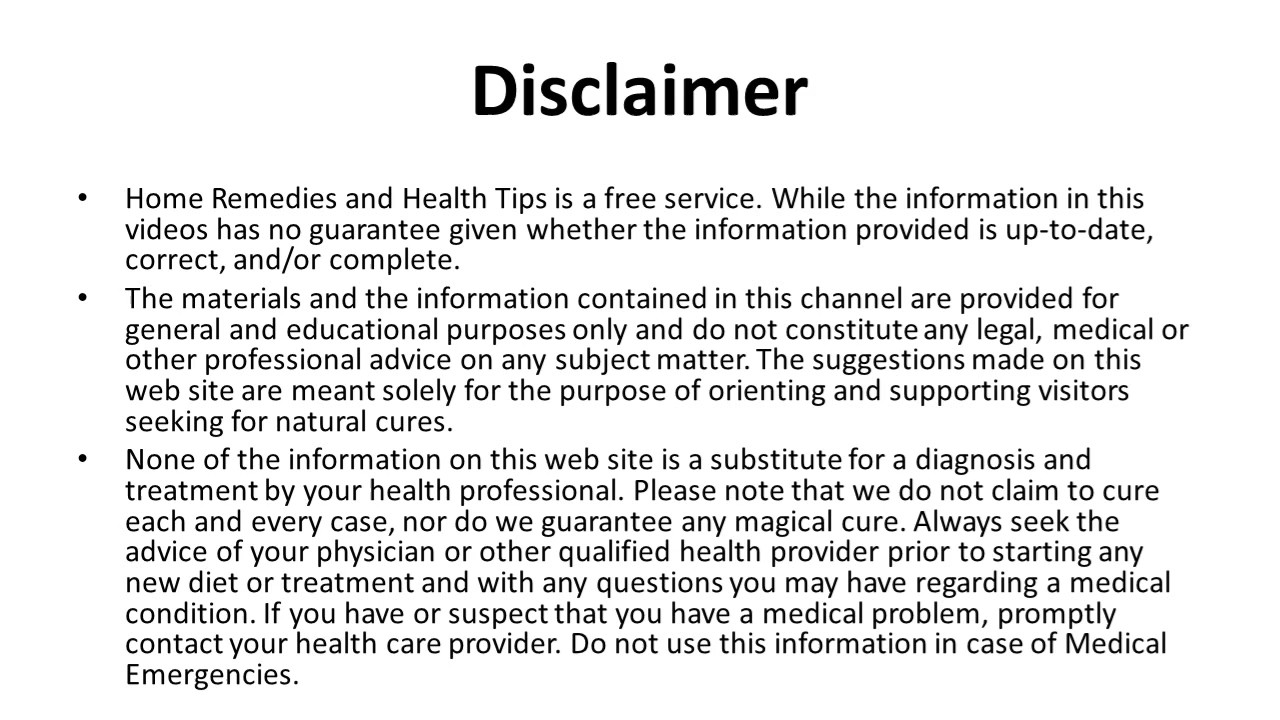 Disclaimer
• Home Remedies and Health Tips is a free service. While the information in this
videos has no guarantee given whether the information provided is up-to-date,
correct, and/or complete.
• The materials and the information contained in this channel are provided for
general and educational purposes only and do not constitute any legal, medical or
other professional advice on any subject matter. The suggestions made on this
web site are meant solely for the purpose of orienting and supporting visitors
seeking for natural cures.
• None of the information on this web site is a substitute for a diagnosis and
treatment by your health professional. Please note that we do not claim to cure
each and every case, nor do we guarantee any magical cure. Always seek the
advice of your physician or other qualified health provider prior to starting any
new diet or treatment and with any questions you may have regarding a medical
condition. If you have or suspect that you have a medical problem, promptly
contact your health care provider. Do not use this information in case of Medical
Emergencies.